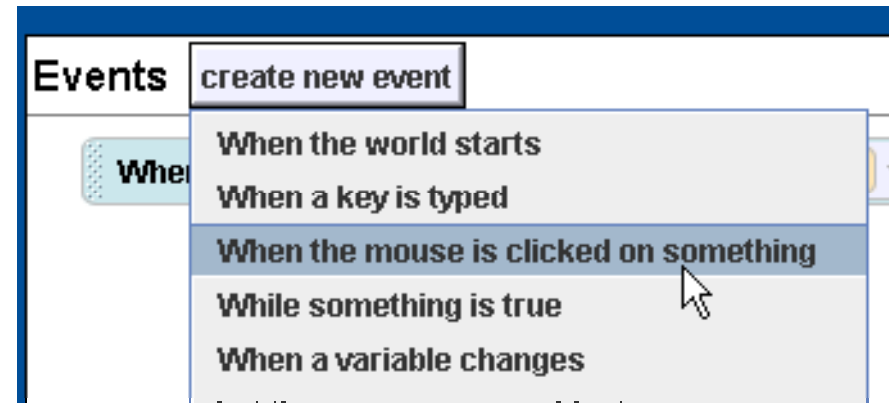 Events create new event
When the world starts
When a key is typed
When the mouse is clicked on something
While something is true
When a variable changes